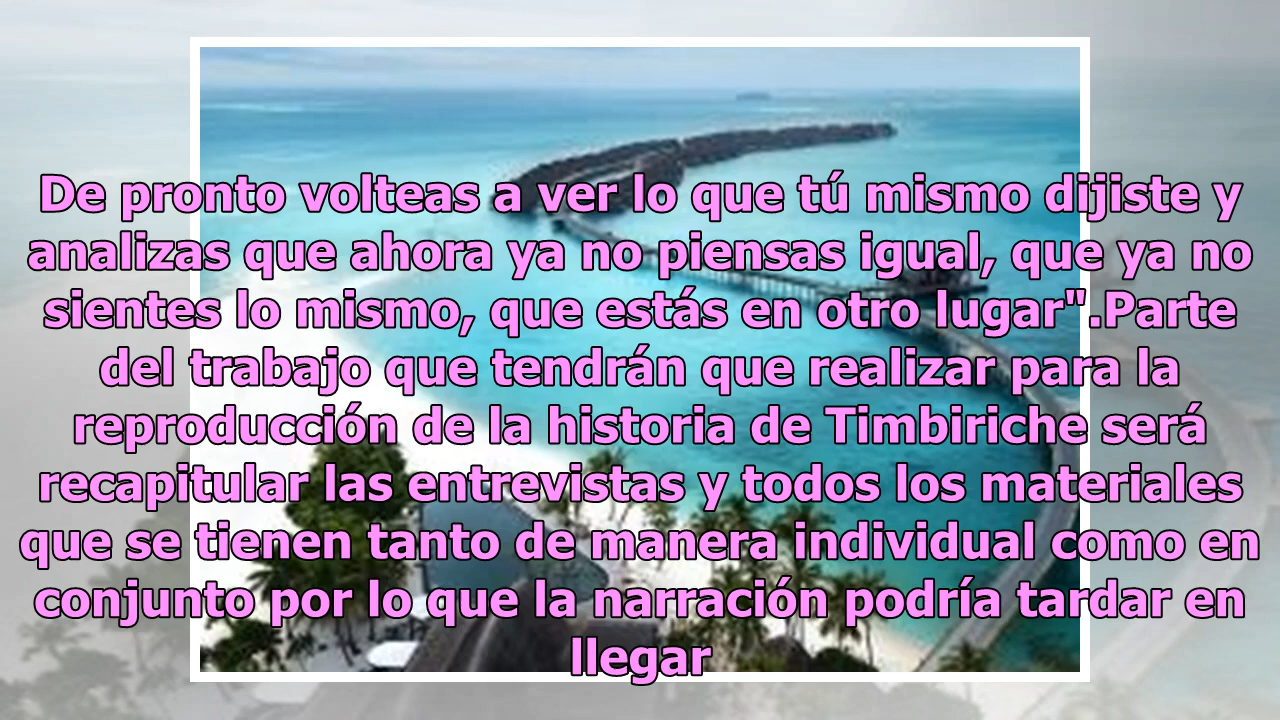 De pronto volteas a ver lo que tú mismo dijiste y
analizas que ahora ya no piensas igual, que ya no
sientes lo mismo, que estás en otro lugar".Parte
del trabajo que tendrán que realizar para la
reproducción de la historia de Timbiriche será
recapitular las entrevistas y todos los materiales
que se tienen tanto de manera individual como en
conjunto por lo que la narración podría tardar en
llegar